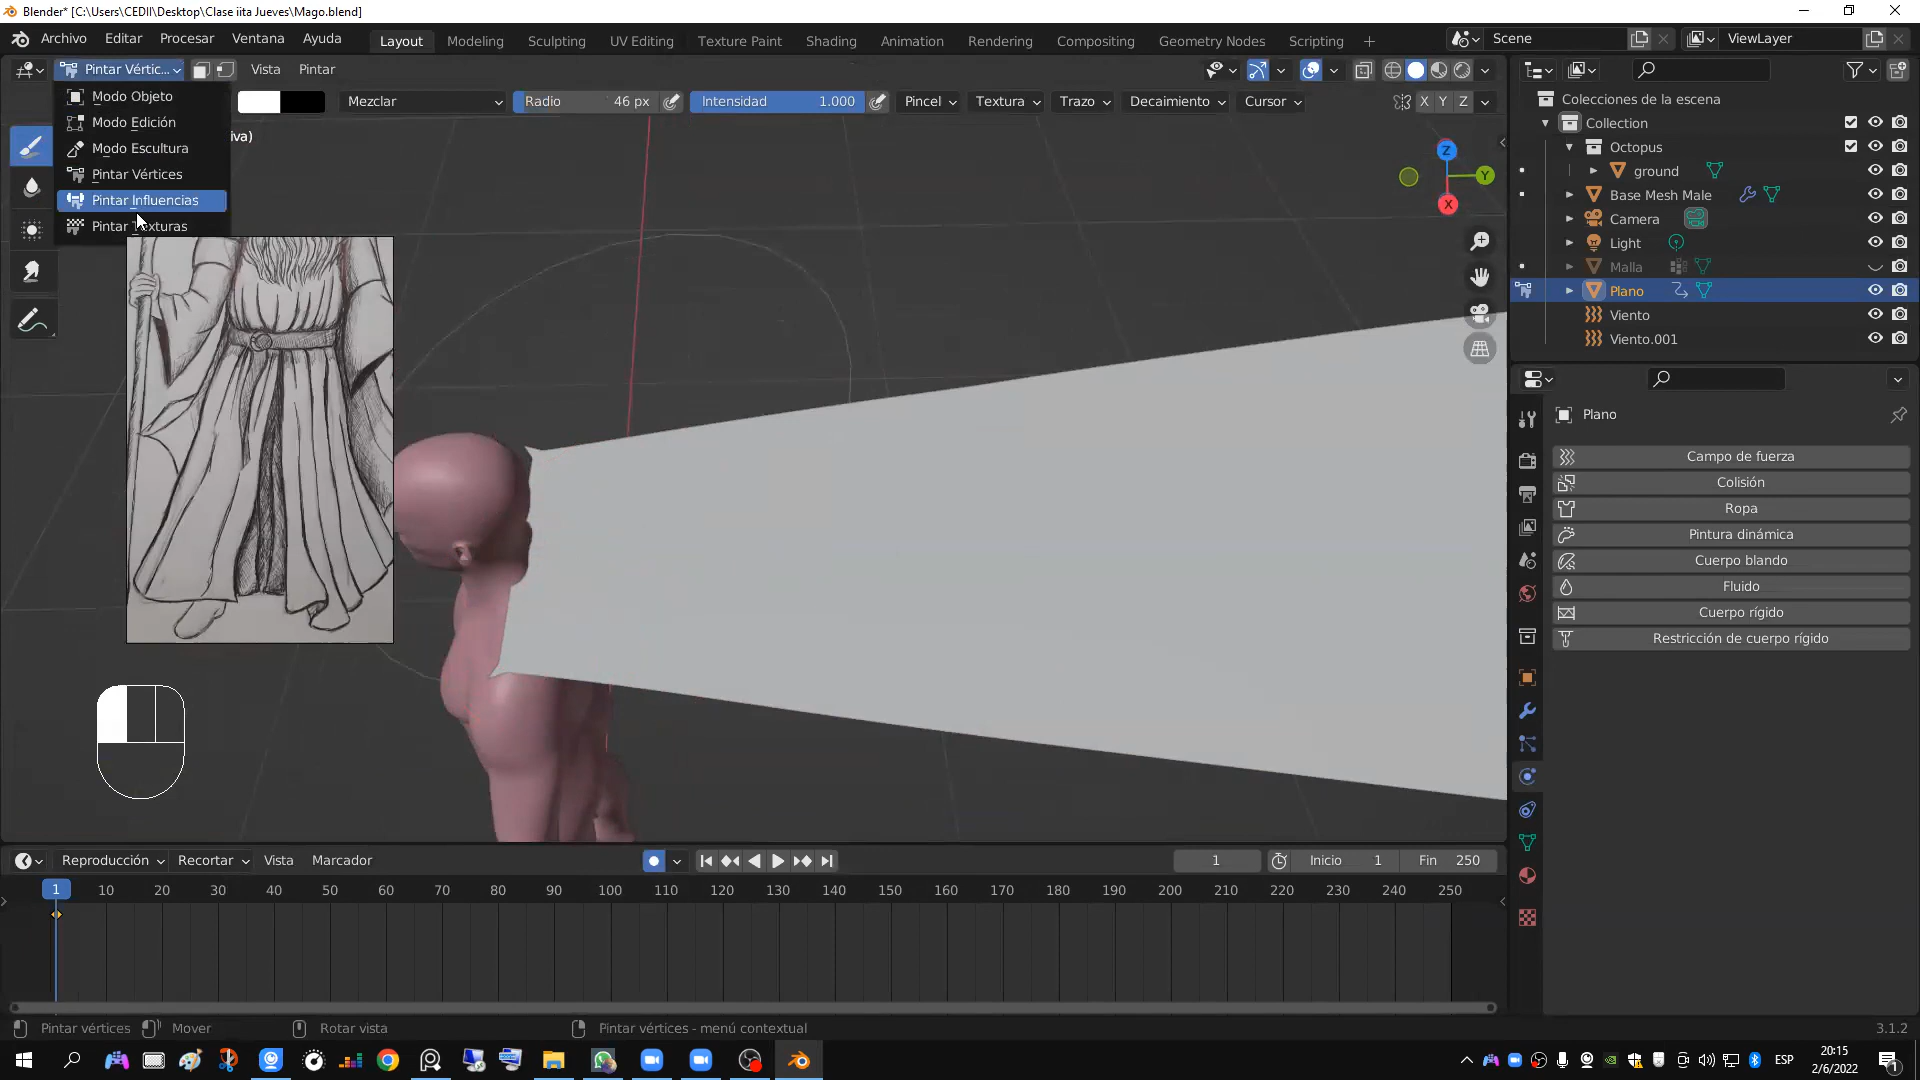 Blender* [C:\Users\CEDII\Desktop\Clase iita Jueves\Mago.blend]
Archivo Editar Procesar Ventana Ayuda Layout Modeling Sculpting UV Editing Texture Paint Shading Animation Rendering Compositing Geometry Nodes Scripting + Scene ViewLayer
Pintar Vértic... Vista Pintar
Mezclar Radio 46 px Intensidad 1.000 Pincel Textura Trazo Decaimiento Cursor X Y Z
Modo Objeto
Modo Edición
Modo Escultura
Pintar Vértices
Pintar Influencias
Pintar Texturas
iva)
Z
Y
X
Colecciones de la escena
Collection
Octopus
ground
Base Mesh Male
Camera
Light
Malla
Plano
Viento
Viento.001
Plano
Campo de fuerza
Colisión
Ropa
Pintura dinámica
Cuerpo blando
Fluido
Cuerpo rígido
Restricción de cuerpo rígido
Reproducción Recortar Vista Marcador 1 Inicio 1 Fin 250
1 10 20 30 40 50 60 70 80 90 100 110 120 130 140 150 160 170 180 190 200 210 220 230 240 250
Pintar vértices Mover Rotar vista Pintar vértices - menú contextual 3.1.2
ESP
20:15
2/6/2022
1